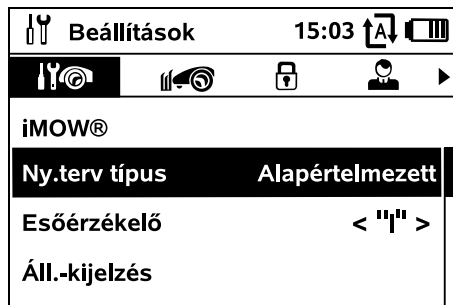 Beállítások 15:03 A
iMOW®
Ny.terv típus Alapértelmezett
Esőérzékelő < "|" >
Áll.-kijelzés